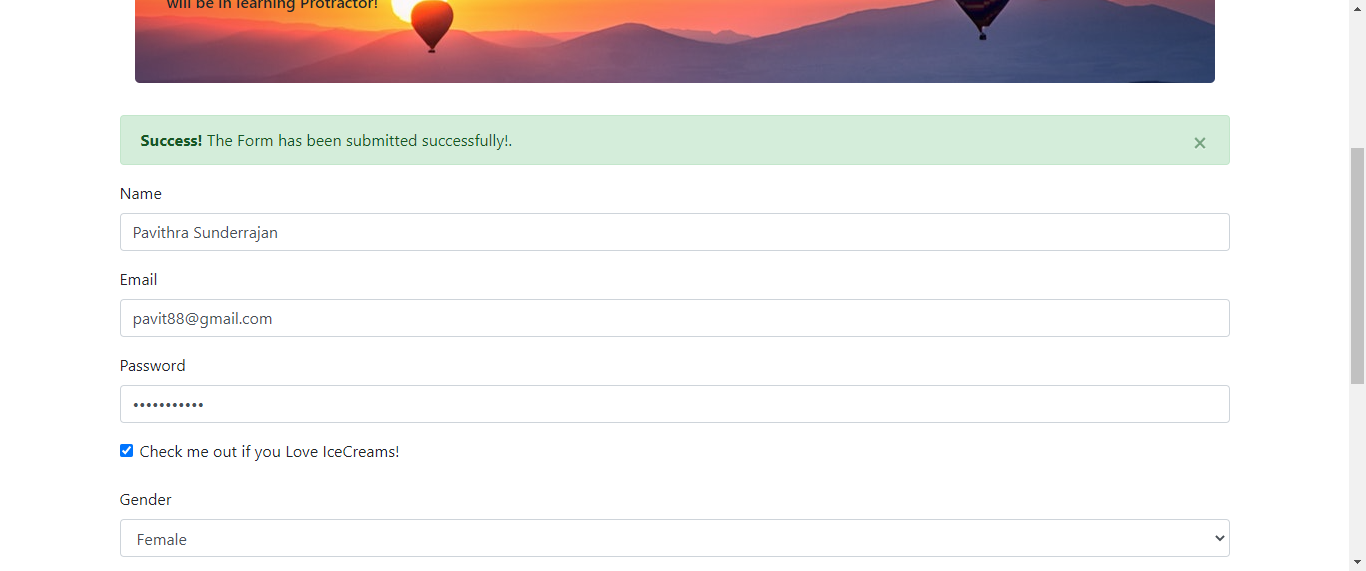 will be in learning Protractor!
Success! The Form has been submitted successfully!.
×
Name
Pavithra Sunderrajan
Email
pavit88@gmail.com
Password
•••••••••••
Check me out if you Love IceCreams!
Gender
Female